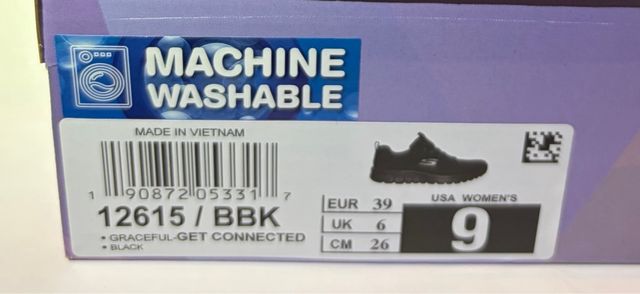 MACHINE
WASHABLE
MADE IN VIETNAM
1 90872 05331 7
12615 / BBK
• GRACEFUL-GET CONNECTED
• BLACK
EUR 39
UK 6
CM 26
USA WOMEN'S
9